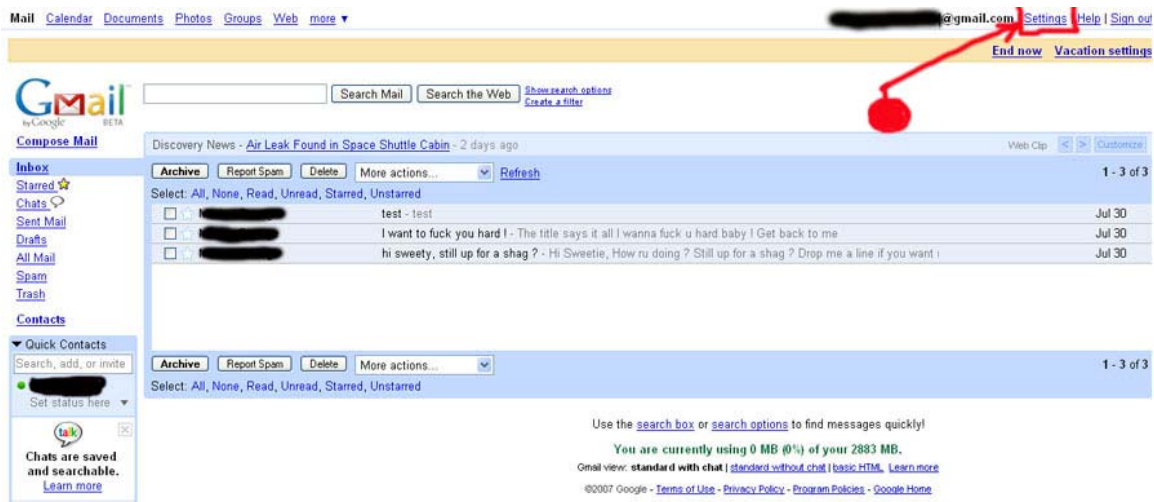 Mail Calendar Documents Photos Groups Web more ▼ @gmail.com Settings | Help | Sign out
End now Vacation settings
Gmail by Google BETA
Search Mail Search the Web Show search options
Create a filter
Compose Mail
Discovery News - Air Leak Found in Space Shuttle Cabin - 2 days ago Web Clip < > Customize
Inbox
Archive Report Spam Delete More actions... Refresh 1 - 3 of 3
Starred
Select: All, None, Read, Unread, Starred, Unstarred
Chats
test - test Jul 30
Sent Mail
I want to fuck you hard ! - The title says it all I wanna fuck u hard baby ! Get back to me Jul 30
Drafts
hi sweety, still up for a shag ? - Hi Sweetie, How ru doing ? Still up for a shag ? Drop me a line if you want Jul 30
All Mail
Spam
Trash
Contacts
▼ Quick Contacts
Search, add, or invite
Archive Report Spam Delete More actions... 1 - 3 of 3
Select: All, None, Read, Unread, Starred, Unstarred
Set status here ▼
talk
Chats are saved
and searchable.
Learn more
Use the search box or search options to find messages quickly!
You are currently using 0 MB (0%) of your 2883 MB.
Gmail view: standard with chat | standard without chat | basic HTML Learn more
©2007 Google - Terms of Use - Privacy Policy - Program Policies - Google Home